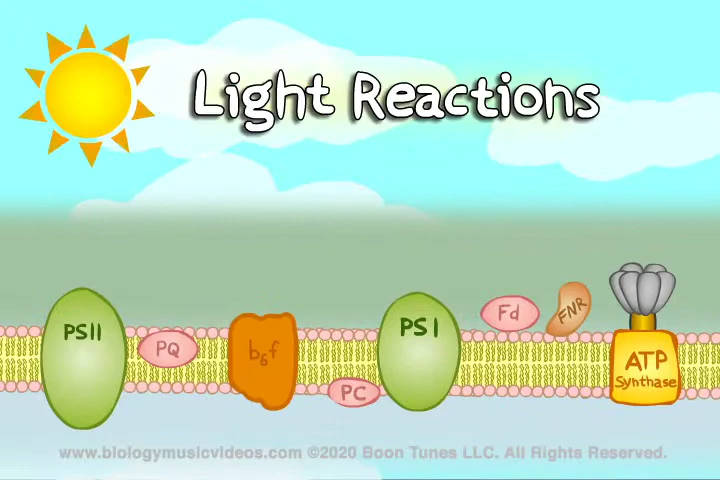 Light Reactions
PSII
PQ
b6f
PC
PSI
Fd
FNR
ATP
Synthase
www.biologymusicvideos.com ©2020 Boon Tunes LLC. All Rights Reserved.